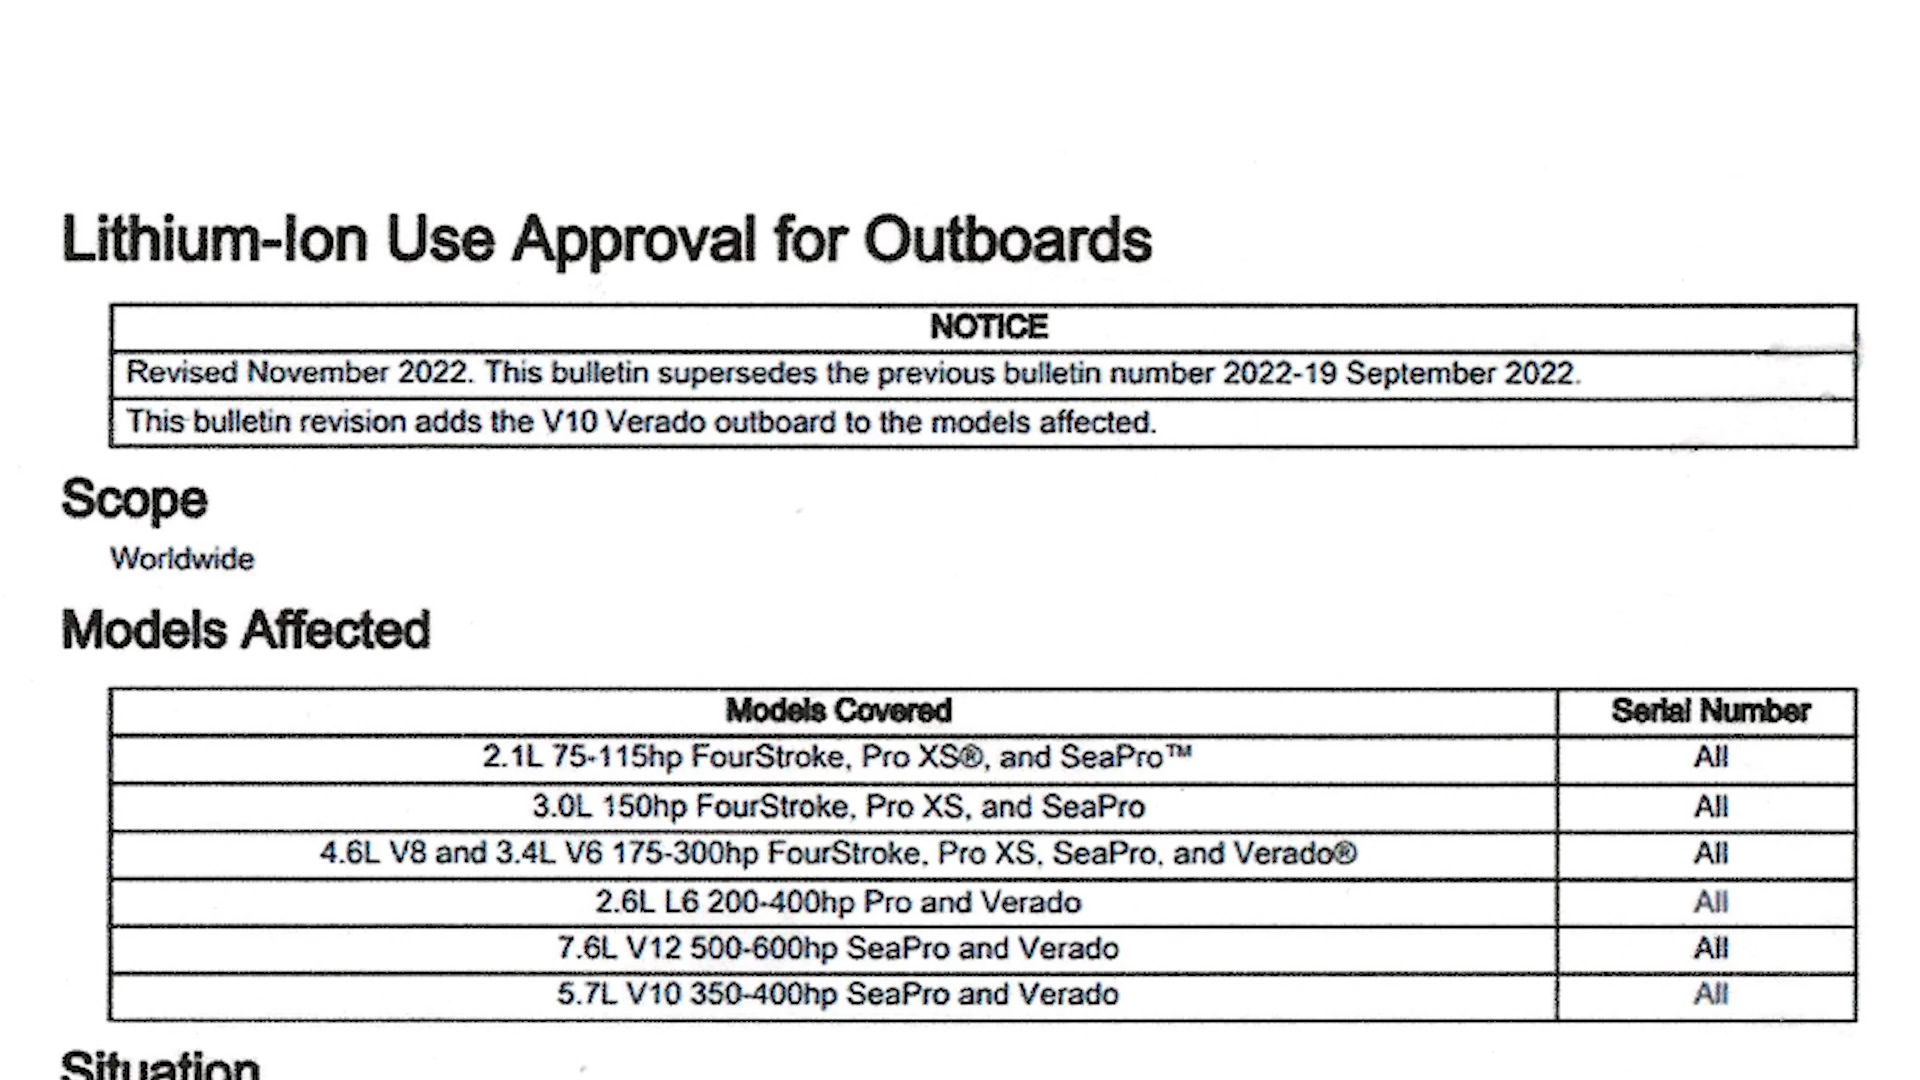 Lithium-Ion Use Approval for Outboards
NOTICE
Revised November 2022. This bulletin supersedes the previous bulletin number 2022-19 September 2022.
This bulletin revision adds the V10 Verado outboard to the models affected.
Scope
Worldwide
Models Affected
Models Covered Serial Number
2.1L 75-115hp FourStroke, Pro XS®, and SeaPro™ All
3.0L 150hp FourStroke, Pro XS, and SeaPro All
4.6L V8 and 3.4L V6 175-300hp FourStroke, Pro XS, SeaPro, and Verado® All
2.6L L6 200-400hp Pro and Verado All
7.6L V12 500-600hp SeaPro and Verado All
5.7L V10 350-400hp SeaPro and Verado All
Situation